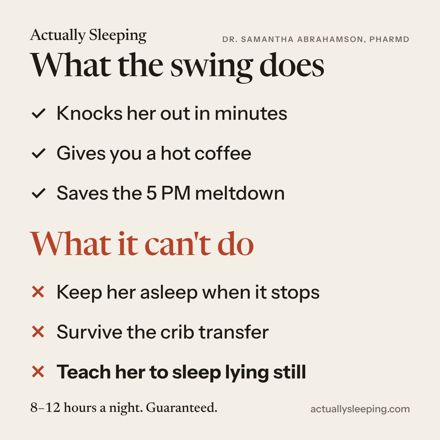 Actually Sleeping
DR. SAMANTHA ABRAHAMSON, PHARMD
What the swing does
✓ Knocks her out in minutes
✓ Gives you a hot coffee
✓ Saves the 5 PM meltdown
What it can't do
✕ Keep her asleep when it stops
✕ Survive the crib transfer
✕ Teach her to sleep lying still
8–12 hours a night. Guaranteed.
actuallysleeping.com